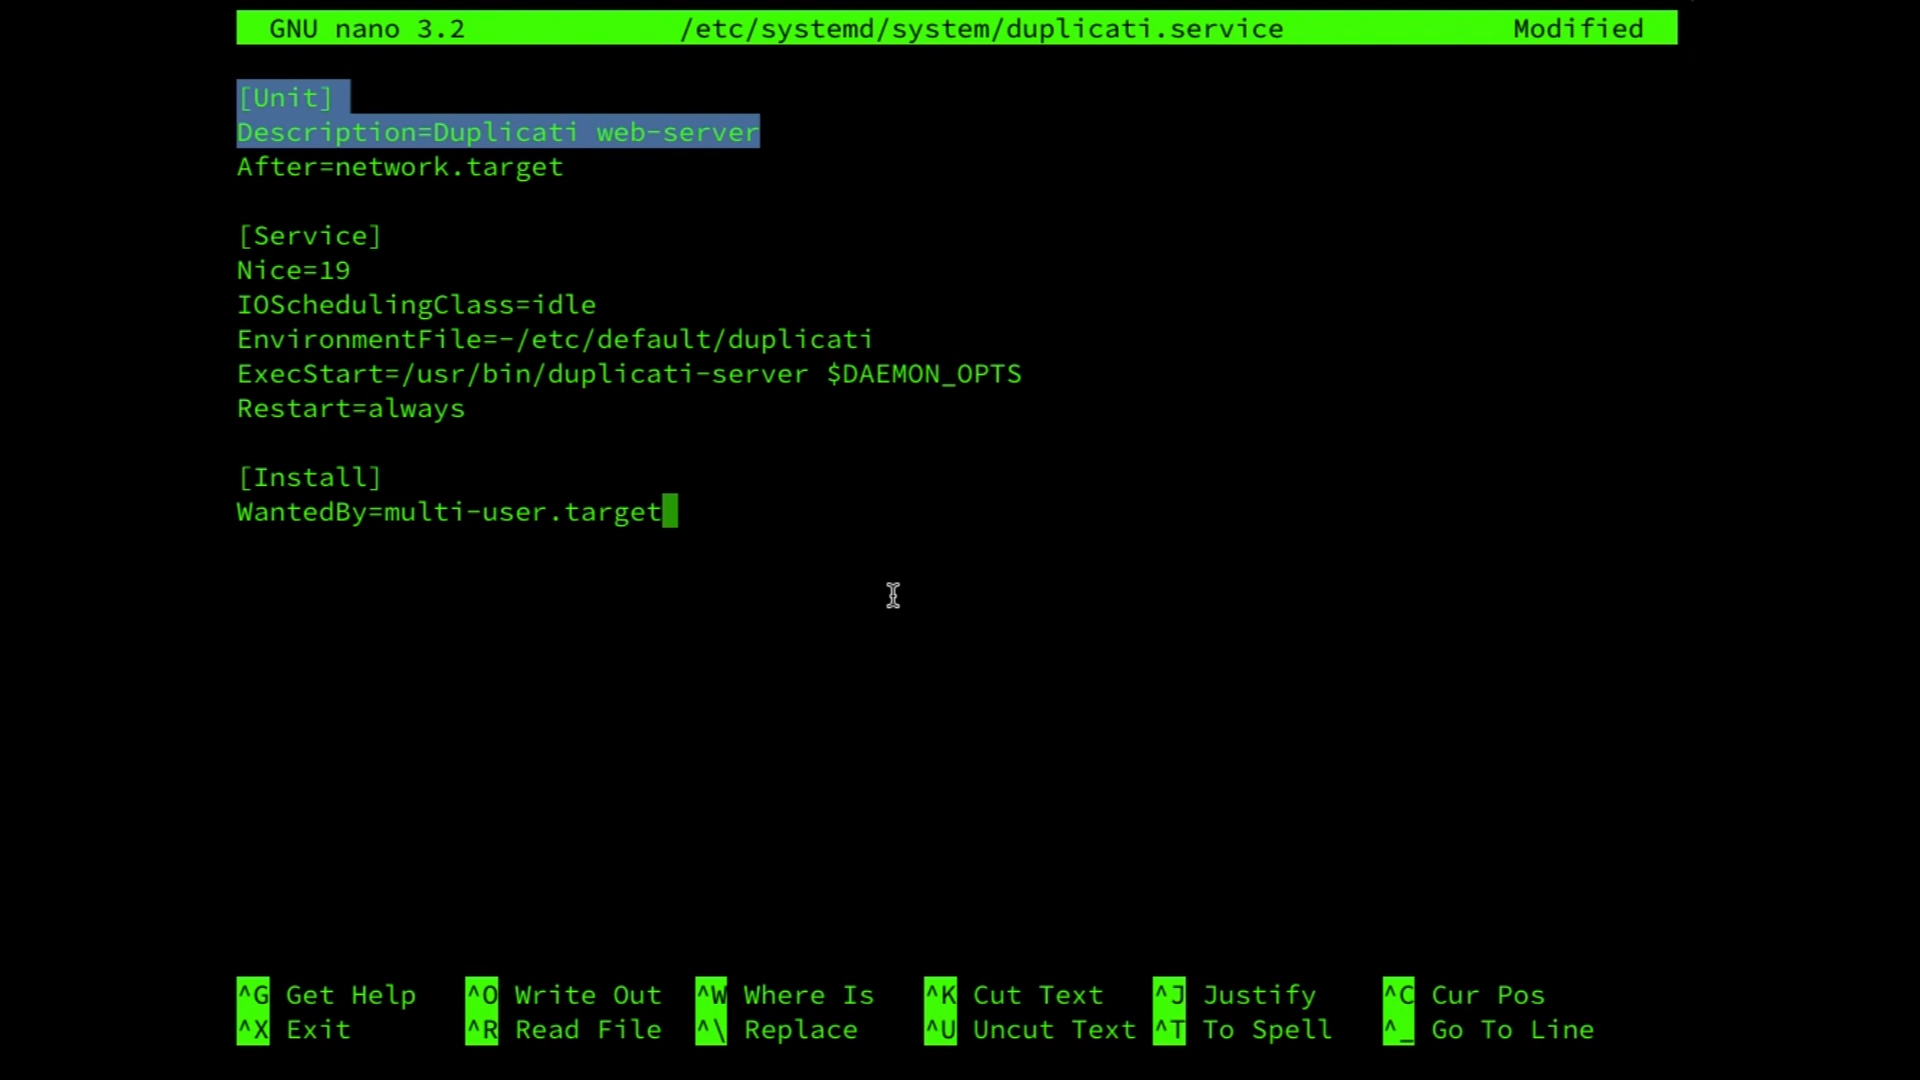 GNU nano 3.2 /etc/systemd/system/duplicati.service Modified
[Unit]
Description=Duplicati web-server
After=network.target
[Service]
Nice=19
IOSchedulingClass=idle
EnvironmentFile=-/etc/default/duplicati
ExecStart=/usr/bin/duplicati-server $DAEMON_OPTS
Restart=always
[Install]
WantedBy=multi-user.target
^G Get Help ^O Write Out ^W Where Is ^K Cut Text ^J Justify ^C Cur Pos
^X Exit ^R Read File ^\ Replace ^U Uncut Text ^T To Spell ^_ Go To Line